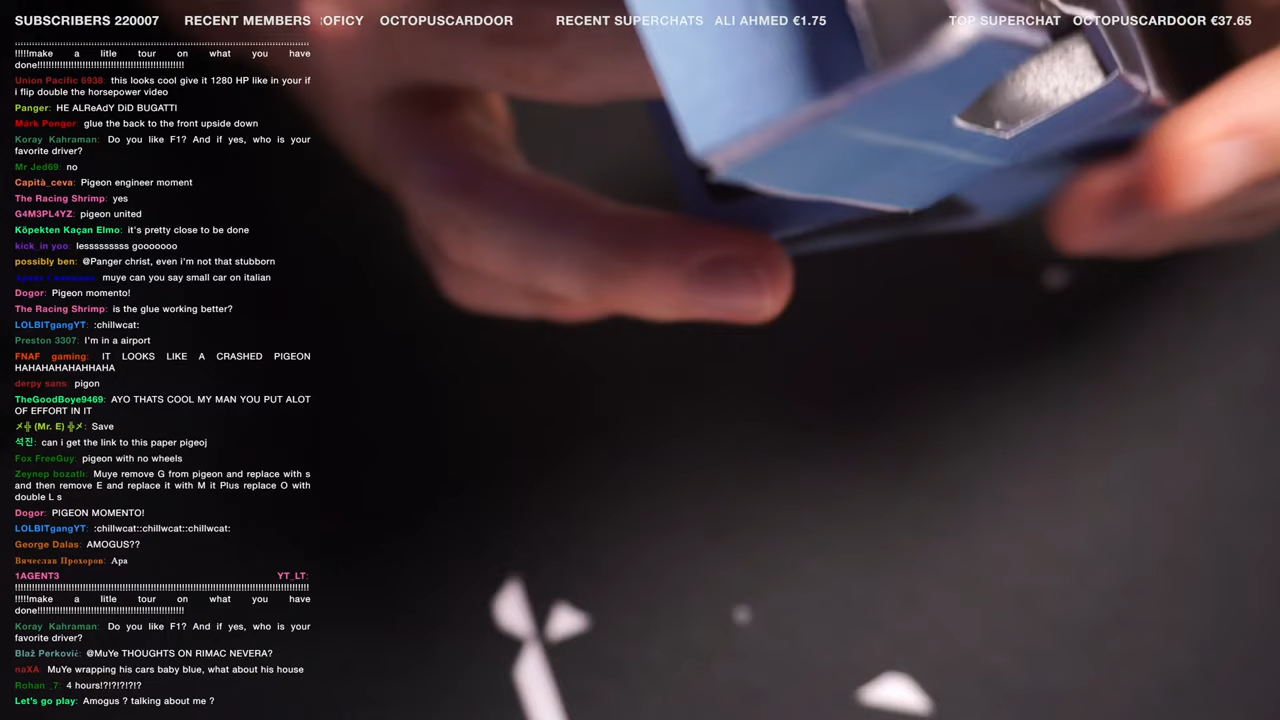 SUBSCRIBERS 220007 RECENT MEMBERS :OFICY OCTOPUSCARDOOR RECENT SUPERCHATS ALI AHMED €1.75 TOP SUPERCHAT OCTOPUSCARDOOR €37.65
!!!!!make a litle tour on what you have
done!!!!!!!!!!!!!!!!!!!!!!!!!!!!!!!!!!!!!!!!!!!!!!!!!!!
Union Pacific 6938: this looks cool give it 1280 HP like in your if
i flip double the horsepower video
Panger: HE ALReAdY DiD BUGATTI
Mark Pongor: glue the back to the front upside down
Koray Kahraman: Do you like F1? And if yes, who is your
favorite driver?
Mr Jed69: no
Capità_ceva: Pigeon engineer moment
The Racing Shrimp: yes
G4M3PL4YZ: pigeon united
Köpekten Kaçan Elmo: it's pretty close to be done
kick_in yoo: lesssssssss gooooooo
possibly ben: @Panger christ, even i'm not that stubborn
muye can you say small car on italian
Dogor: Pigeon momento!
The Racing Shrimp: is the glue working better?
LOLBITgangYT: :chillwcat:
Preston 3307: I'm in a airport
FNAF gaming: IT LOOKS LIKE A CRASHED PIGEON
HAHAHAHAHAHHAHA
derpy sans: pigon
TheGoodBoye9469: AYO THATS COOL MY MAN YOU PUT ALOT
OF EFFORT IN IT
メ╬ (Mr. E) ╬メ: Save
석진: can i get the link to this paper pigeoj
Fox FreeGuy: pigeon with no wheels
Zeynep bozatlı: Muye remove G from pigeon and replace with s
and then remove E and replace it with M it Plus replace O with
double L s
Dogor: PIGEON MOMENTO!
LOLBITgangYT: :chillwcat::chillwcat::chillwcat:
George Dalas: AMOGUS??
Вячеслав Прохоров: Ара
1AGENT3 YT_LT:
!!!!!!!!!!!!!!!!!!!!!!!!!!!!!!!!!!!!!!!!!!!!!!!!!!!!!!!!!!!!!!!!!!!!!!!!!!!!!!!!!!!!!!!!!!!!!!!!!!!
!!!!!make a litle tour on what you have
done!!!!!!!!!!!!!!!!!!!!!!!!!!!!!!!!!!!!!!!!!!!!!!!!!!!
Koray Kahraman: Do you like F1? And if yes, who is your
favorite driver?
Blaž Perković: @MuYe THOUGHTS ON RIMAC NEVERA?
naXA: MuYe wrapping his cars baby blue, what about his house
Rohan _7: 4 hours!?!?!?!?!?
Let's go play: Amogus ? talking about me ?